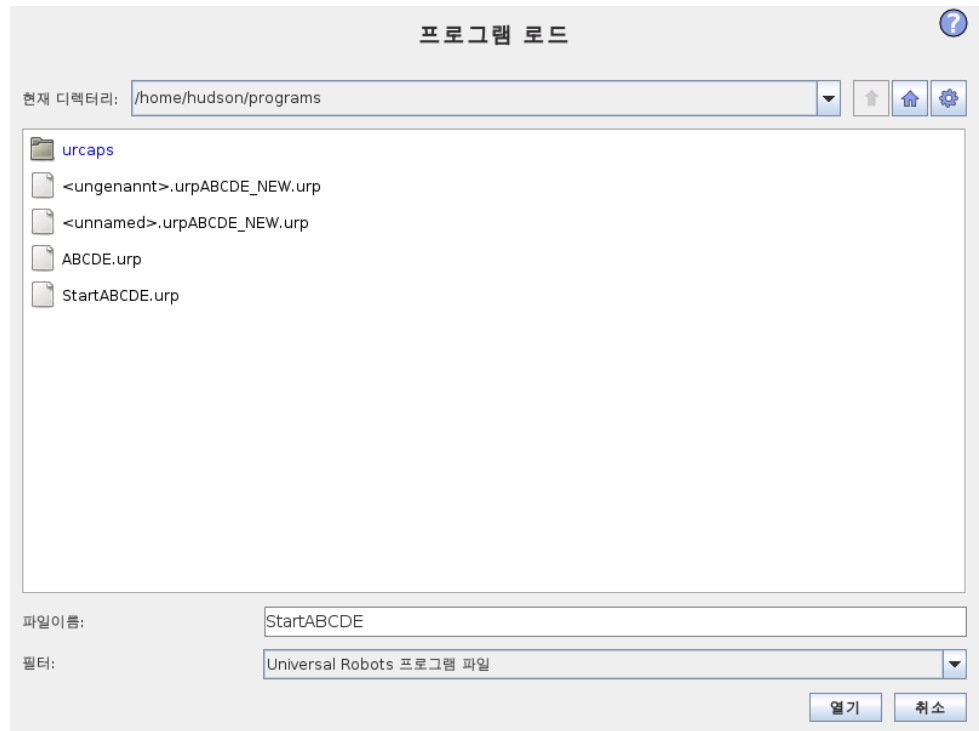 프로그램 로드
?
현재 디렉터리: /home/hudson/programs
urcaps
<ungenannt>.urpABCDE_NEW.urp
<unnamed>.urpABCDE_NEW.urp
ABCDE.urp
StartABCDE.urp
파일이름: StartABCDE
필터: Universal Robots 프로그램 파일
열기 취소